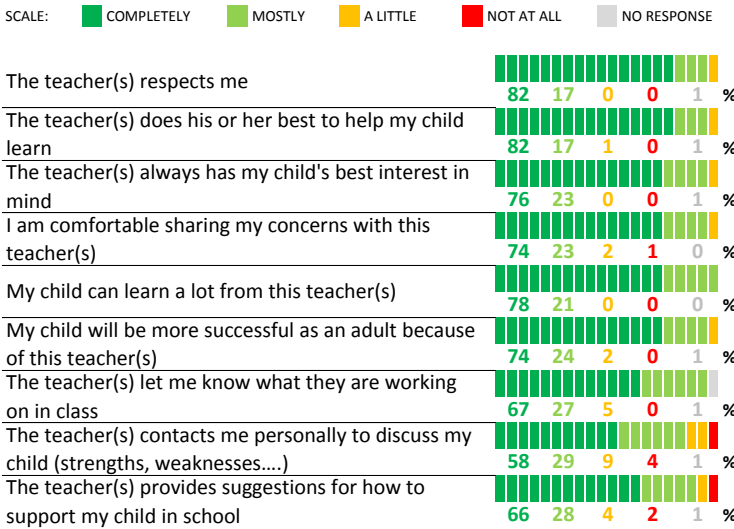 SCALE: COMPLETELY MOSTLY A LITTLE NOT AT ALL NO RESPONSE
The teacher(s) respects me
82 17 0 0 1 %
The teacher(s) does his or her best to help my child
learn
82 17 1 0 1 %
The teacher(s) always has my child's best interest in
mind
76 23 0 0 1 %
I am comfortable sharing my concerns with this
teacher(s)
74 23 2 1 0 %
My child can learn a lot from this teacher(s)
78 21 0 0 0 %
My child will be more successful as an adult because
of this teacher(s)
74 24 2 0 1 %
The teacher(s) let me know what they are working
on in class
67 27 5 0 1 %
The teacher(s) contacts me personally to discuss my
child (strengths, weaknesses....)
58 29 9 4 1 %
The teacher(s) provides suggestions for how to
support my child in school
66 28 4 2 1 %